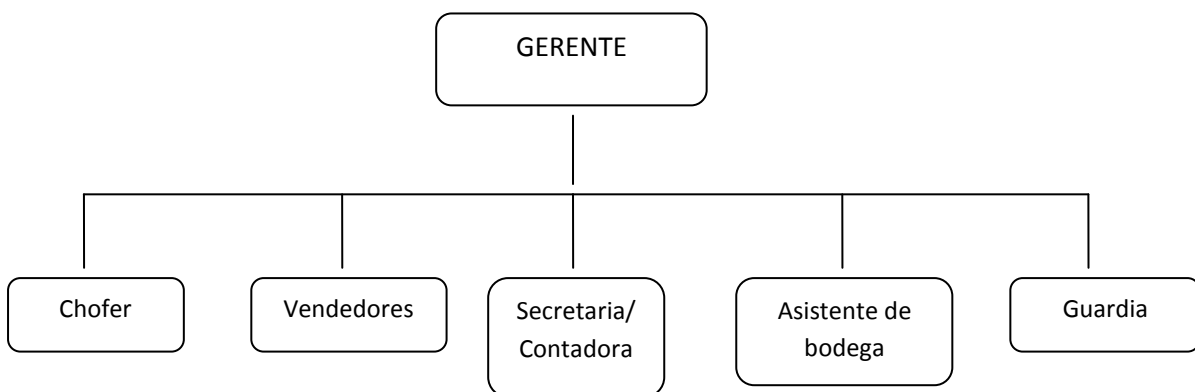 GERENTE
Chofer
Vendedores
Secretaria/
Contadora
Asistente de
bodega
Guardia